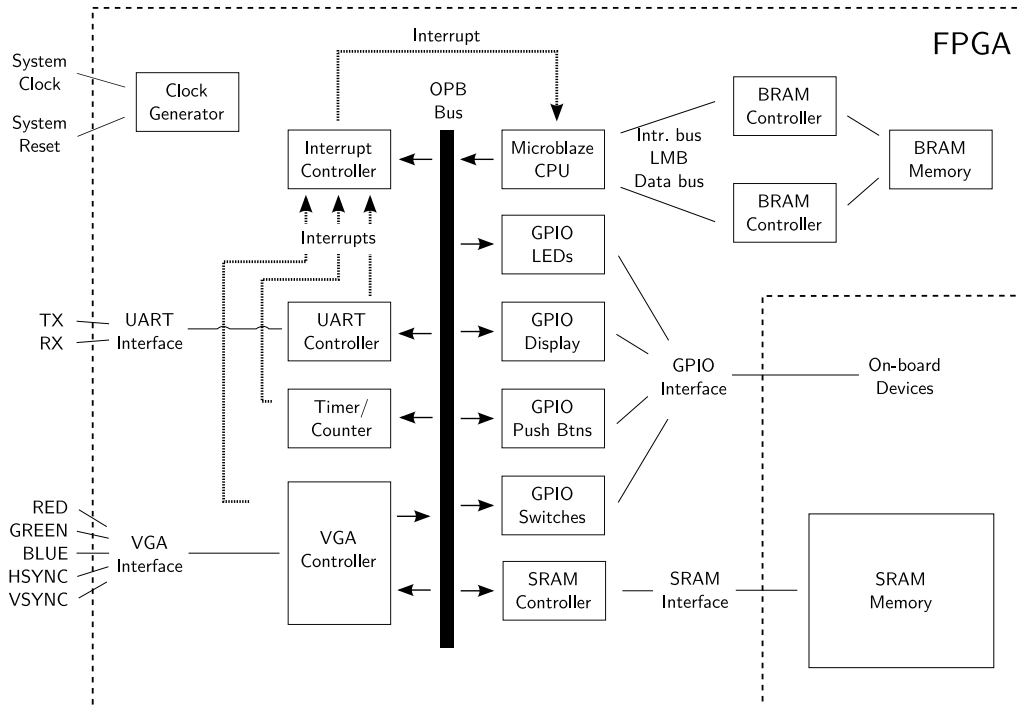 FPGA
Interrupt
System
Clock
System
Reset
Clock
Generator
OPB
Bus
Interrupt
Controller
Microblaze
CPU
Intr. bus
LMB
Data bus
BRAM
Controller
BRAM
Controller
BRAM
Memory
Interrupts
GPIO
LEDs
TX
RX
UART
Interface
UART
Controller
GPIO
Display
GPIO
Interface
On-board
Devices
Timer/
Counter
GPIO
Push Btns
GPIO
Switches
RED
GREEN
BLUE
HSYNC
VSYNC
VGA
Interface
VGA
Controller
SRAM
Controller
SRAM
Interface
SRAM
Memory